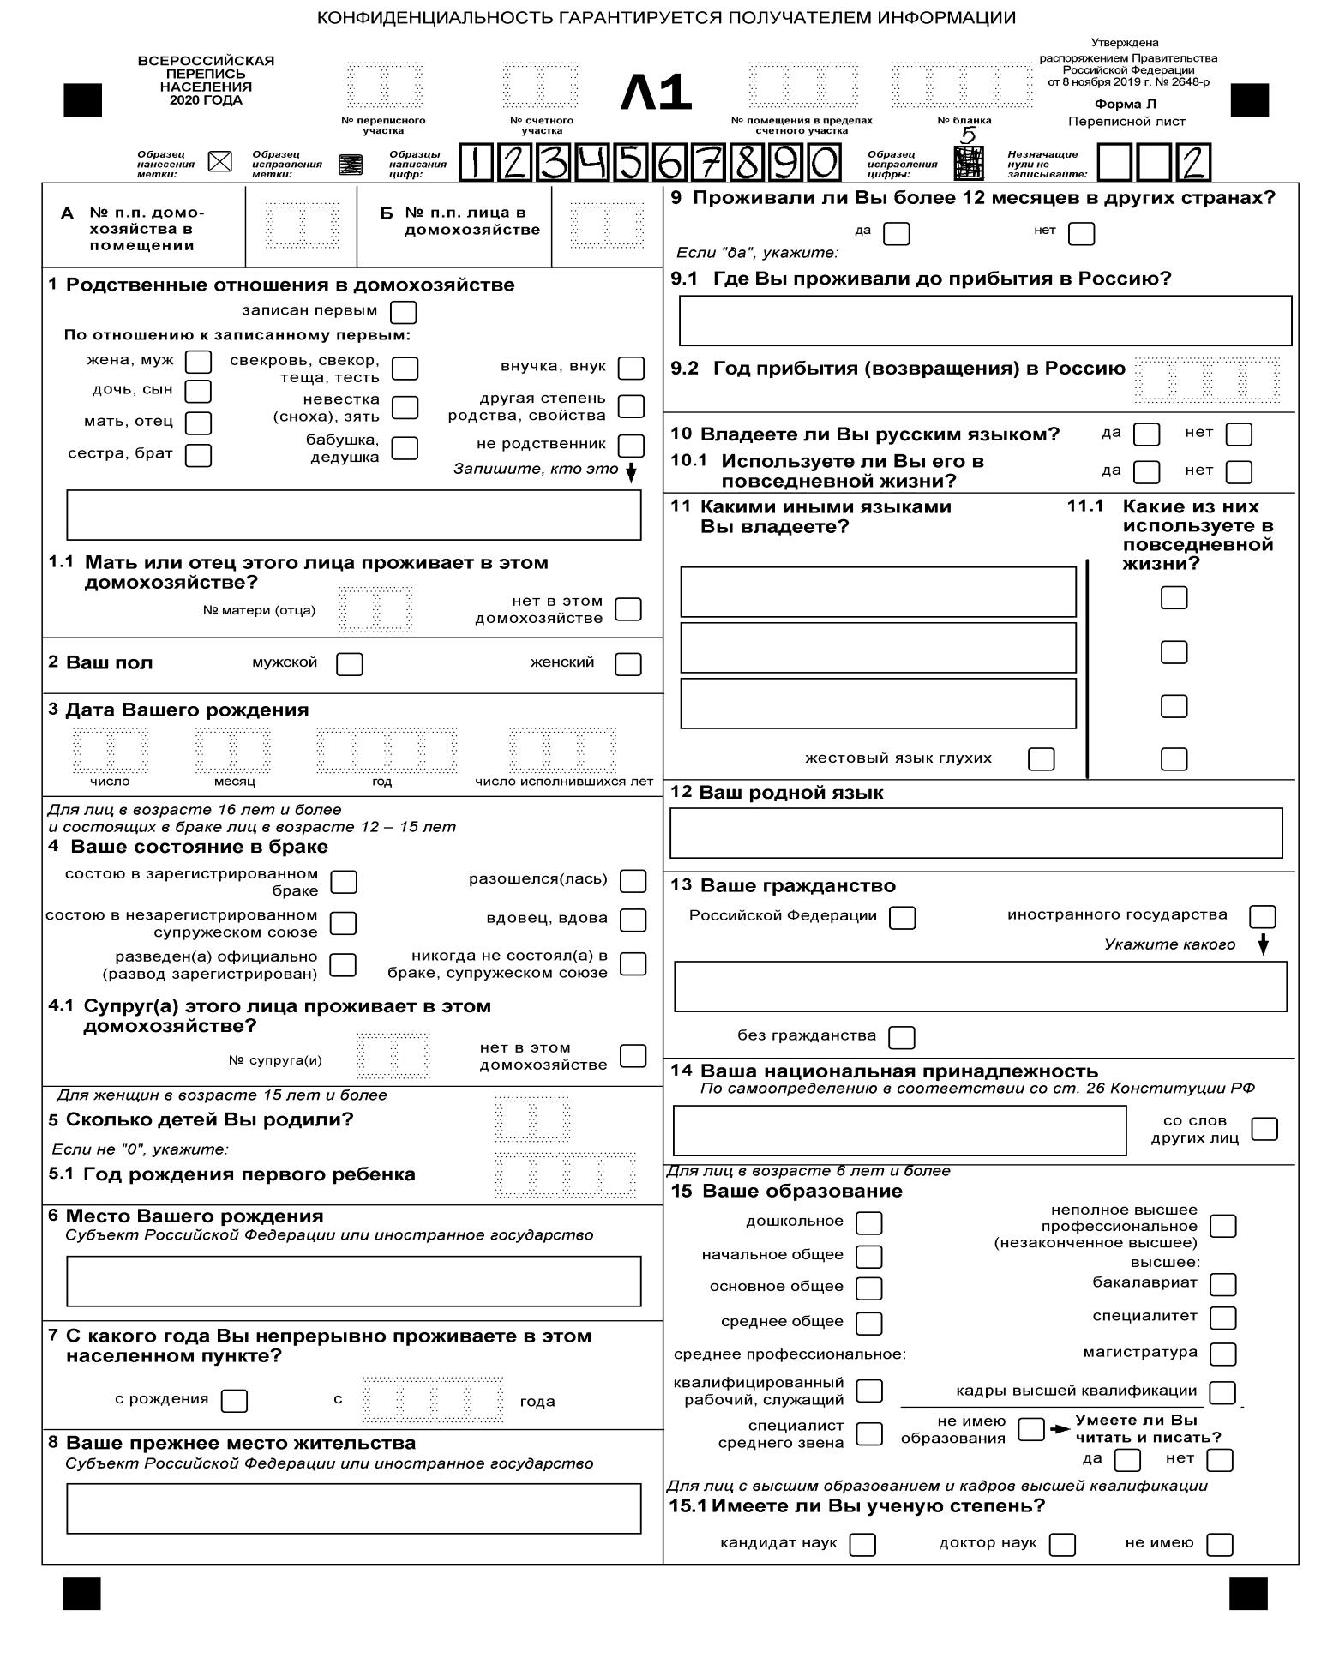 КОНФИДЕНЦИАЛЬНОСТЬ ГАРАНТИРУЕТСЯ ПОЛУЧАТЕЛЕМ ИНФОРМАЦИИ
ВСЕРОССИЙСКАЯ
ПЕРЕПИСЬ
НАСЕЛЕНИЯ
2020 ГОДА
№ переписного
участка
№ счетного
участка
Л1
№ помещения в пределах
счетного участка
№ бланка
Утверждена
распоряжением Правительства
Российской Федерации
от 8 ноября 2019 г. № 2648-р
Форма Л
Переписной лист
Образец
нанесения
метки:
Образец
исправления
метки:
Образцы
написания
цифр:
1 2 3 4 5 6 7 8 9 0
Образец
исправления
цифры:
5
Незначащие
нули не
записывать:
2
А № п.п. домо-
хозяйства в
помещении
Б № п.п. лица в
домохозяйстве
1 Родственные отношения в домохозяйстве
записан первым
По отношению к записанному первым:
жена, муж
дочь, сын
мать, отец
сестра, брат
свекровь, свекор,
теща, тесть
невестка
(сноха), зять
бабушка,
дедушка
внучка, внук
другая степень
родства, свойства
не родственник
Запишите, кто это
1.1 Мать или отец этого лица проживает в этом
домохозяйстве?
№ матери (отца)
нет в этом
домохозяйстве
2 Ваш пол
мужской
женский
3 Дата Вашего рождения
число
месяц
год
число исполнившихся лет
Для лиц в возрасте 16 лет и более
и состоящих в браке лиц в возрасте 12 – 15 лет
4 Ваше состояние в браке
состою в зарегистрированном
браке
состою в незарегистрированном
супружеском союзе
разведен(а) официально
(развод зарегистрирован)
разошелся(лась)
вдовец, вдова
никогда не состоял(а) в
браке, супружеском союзе
4.1 Супруг(а) этого лица проживает в этом
домохозяйстве?
№ супруга(и)
нет в этом
домохозяйстве
Для женщин в возрасте 15 лет и более
5 Сколько детей Вы родили?
Если не "0", укажите:
5.1 Год рождения первого ребенка
6 Место Вашего рождения
Субъект Российской Федерации или иностранное государство
7 С какого года Вы непрерывно проживаете в этом
населенном пункте?
с рождения
с
года
8 Ваше прежнее место жительства
Субъект Российской Федерации или иностранное государство
9 Проживали ли Вы более 12 месяцев в других странах?
да
нет
Если "да", укажите:
9.1 Где Вы проживали до прибытия в Россию?
9.2 Год прибытия (возвращения) в Россию
10 Владеете ли Вы русским языком?
да
нет
10.1 Используете ли Вы его в
повседневной жизни?
да
нет
11 Какими иными языками
Вы владеете?
11.1 Какие из них
используете в
повседневной
жизни?
жестовый язык глухих
12 Ваш родной язык
13 Ваше гражданство
Российской Федерации
иностранного государства
Укажите какого
без гражданства
14 Ваша национальная принадлежность
По самоопределению в соответствии со ст. 26 Конституции РФ
со слов
других лиц
Для лиц в возрасте 6 лет и более
15 Ваше образование
дошкольное
начальное общее
основное общее
среднее общее
среднее профессиональное:
квалифицированный
рабочий, служащий
специалист
среднего звена
неполное высшее
профессиональное
(незаконченное высшее)
высшее:
бакалавриат
специалитет
магистратура
кадры высшей квалификации
не имею
образования
Умеете ли Вы
читать и писать?
да
нет
Для лиц с высшим образованием и кадров высшей квалификации
15.1 Имеете ли Вы ученую степень?
кандидат наук
доктор наук
не имею